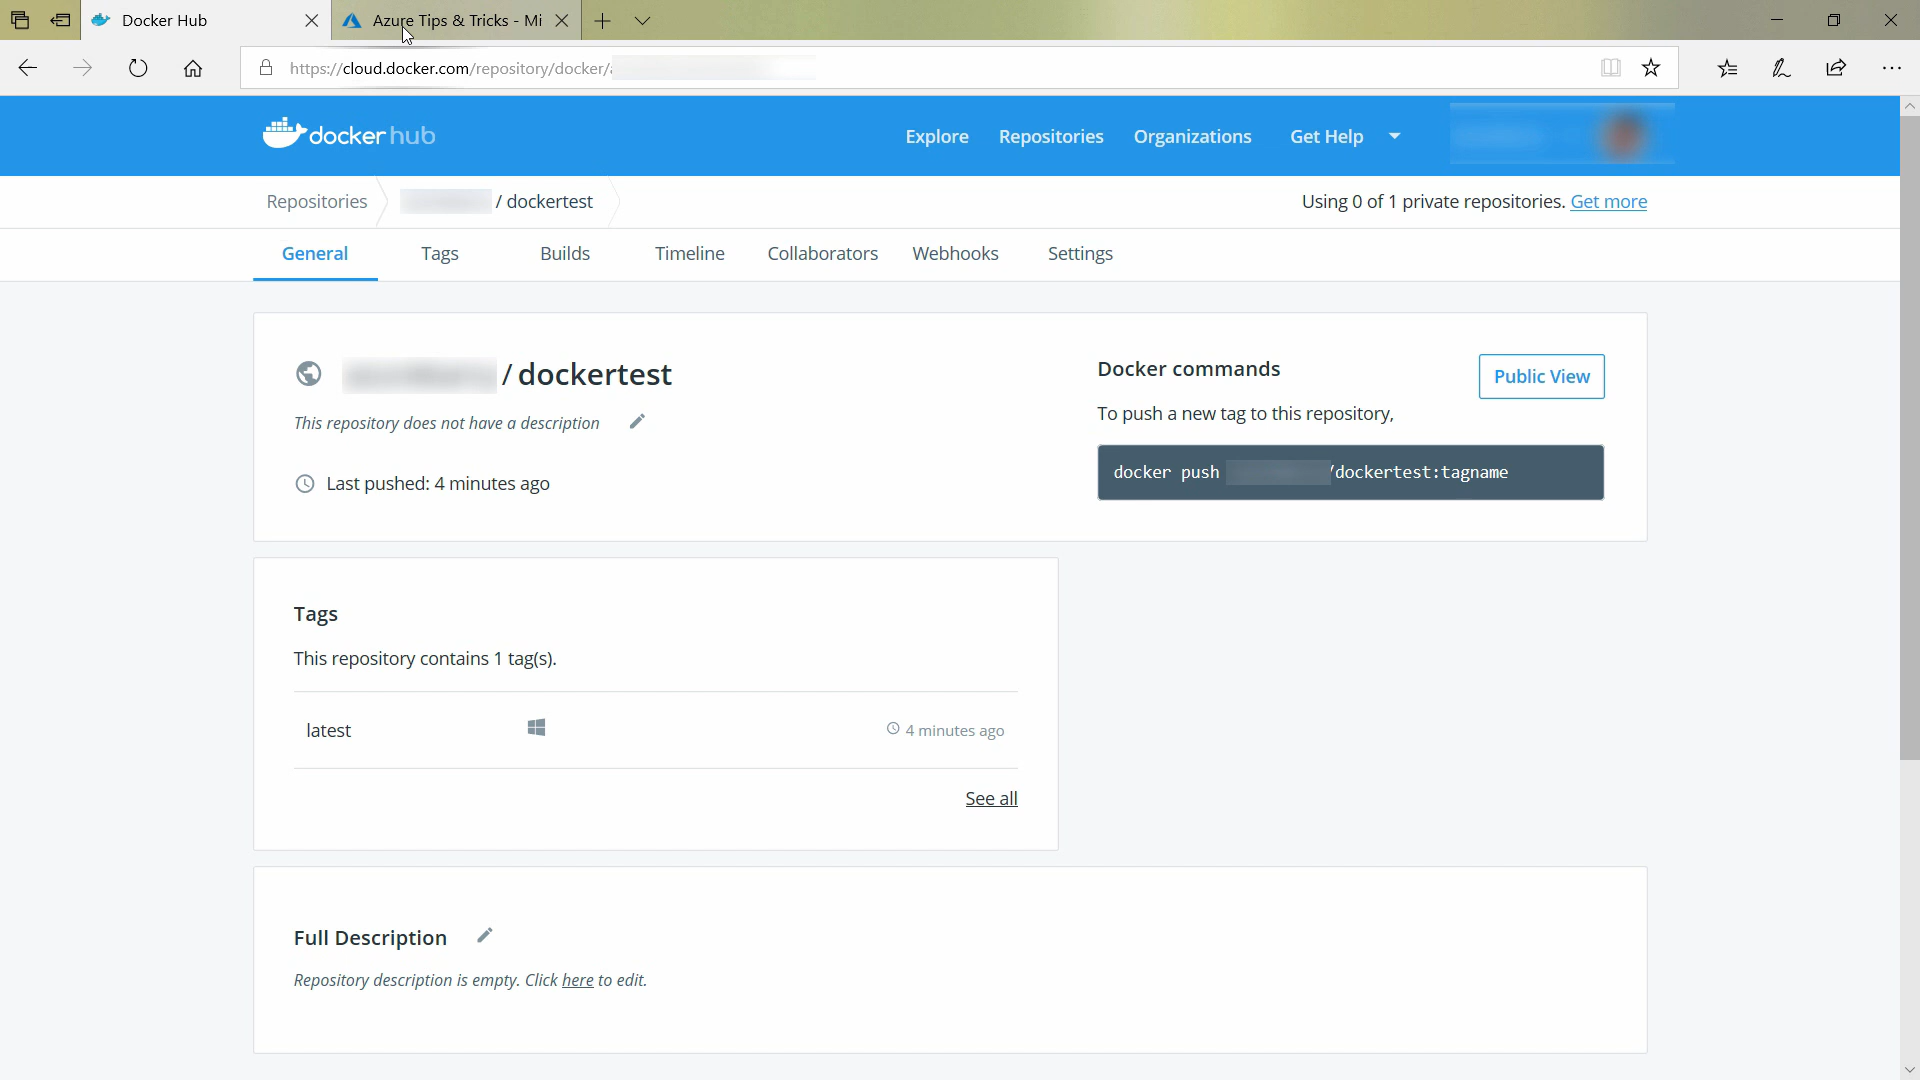 Docker Hub
Azure Tips & Tricks - Mi
https://cloud.docker.com/repository/docker/
docker hub
Explore Repositories Organizations Get Help
Repositories / dockertest
Using 0 of 1 private repositories. Get more
General Tags Builds Timeline Collaborators Webhooks Settings
/ dockertest
This repository does not have a description
Last pushed: 4 minutes ago
Docker commands
Public View
To push a new tag to this repository,
docker push /dockertest:tagname
Tags
This repository contains 1 tag(s).
latest 4 minutes ago
See all
Full Description
Repository description is empty. Click here to edit.